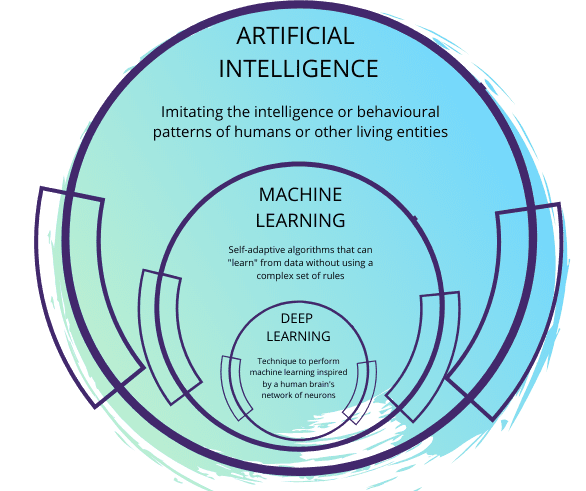 ARTIFICIAL
INTELLIGENCE
Imitating the intelligence or behavioural
patterns of humans or other living entities
MACHINE
LEARNING
Self-adaptive algorithms that can
"learn" from data without using a
complex set of rules
DEEP
LEARNING
Technique to perform
machine learning inspired
by a human brain's
network of neurons